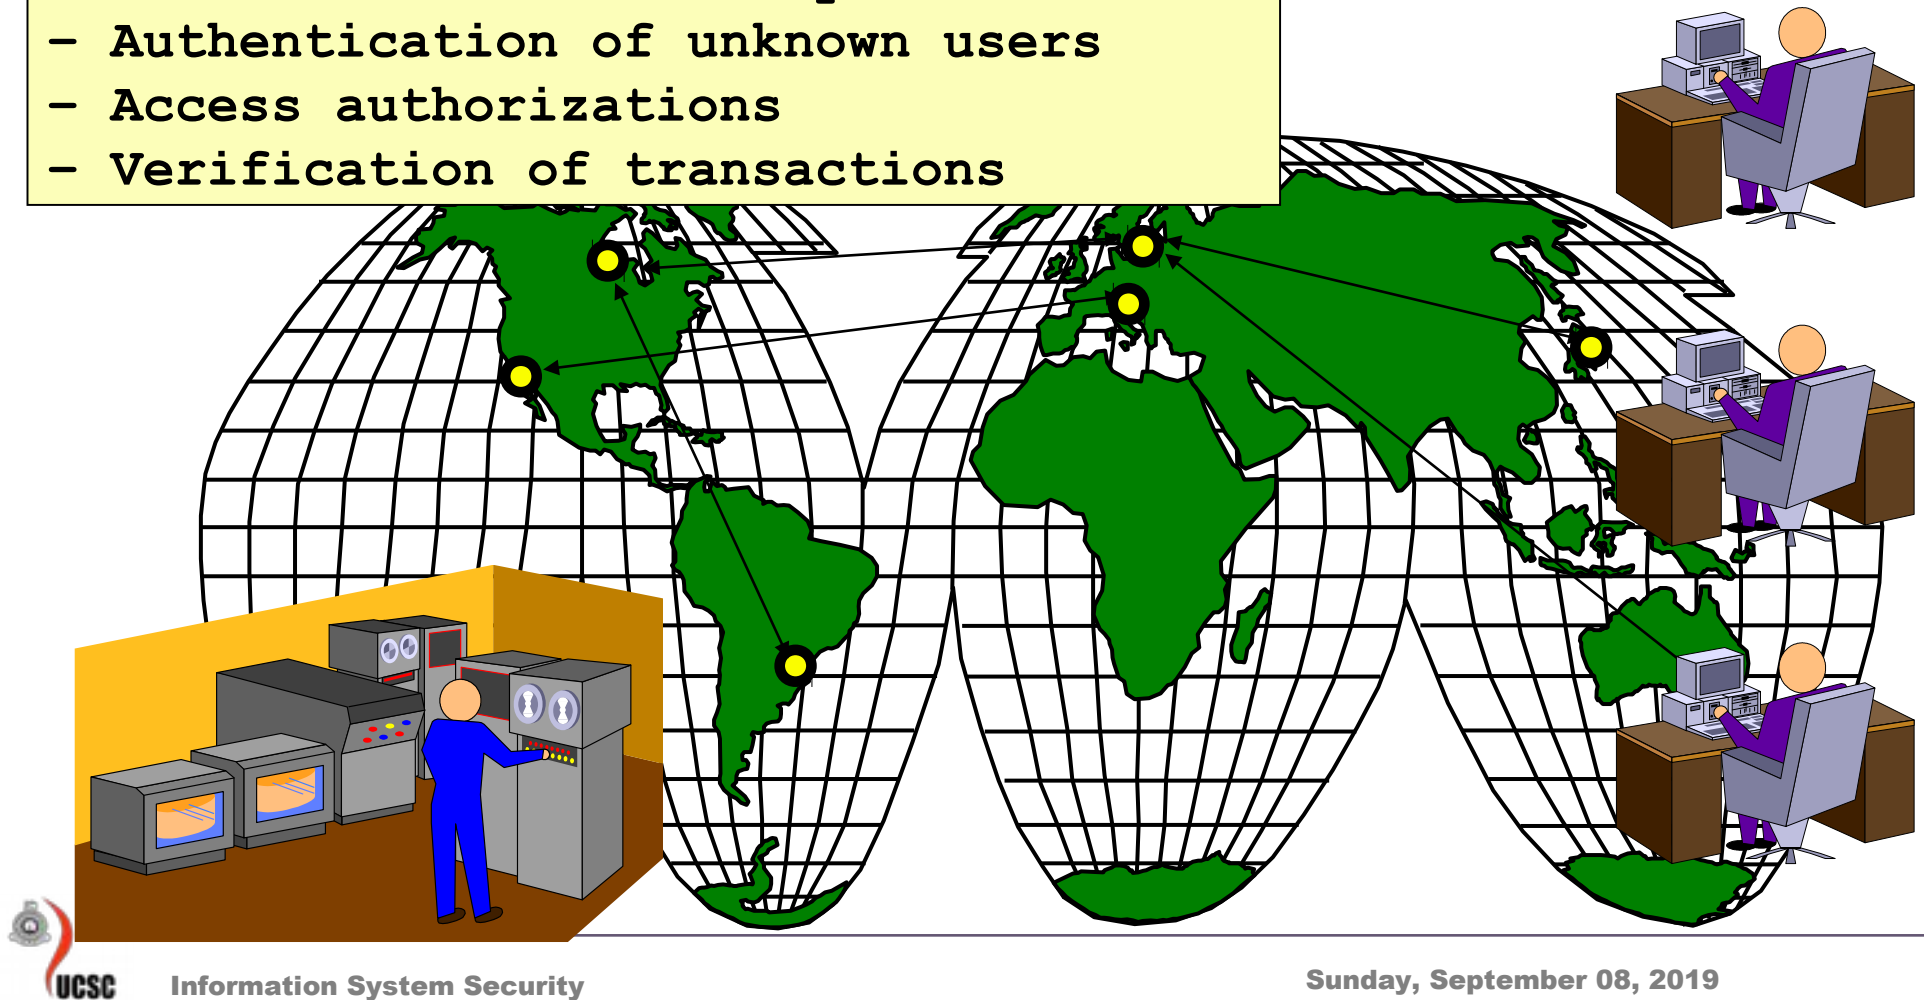 - Authentication of unknown users
- Access authorizations
- Verification of transactions
UCSC
Information System Security
Sunday, September 08, 2019